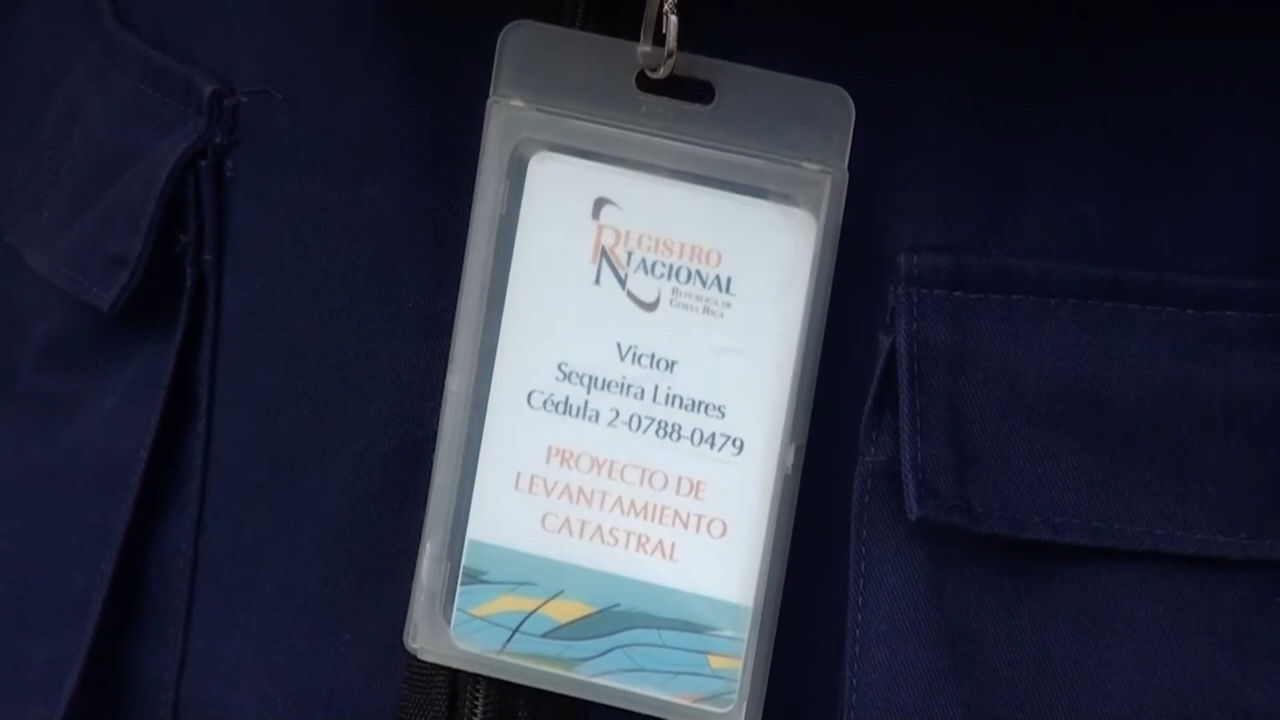 REGISTRO
NACIONAL
REPÚBLICA DE
COSTA RICA
Victor
Sequeira Linares
Cédula 2-0788-0479
PROYECTO DE
LEVANTAMIENTO
CATASTRAL